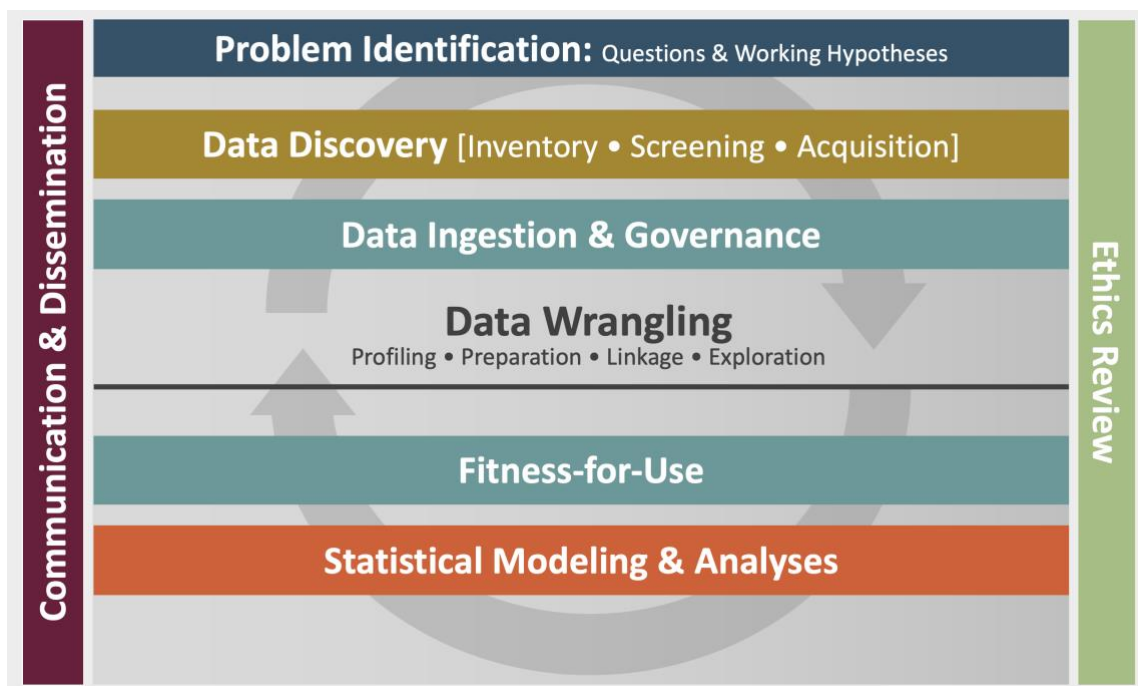 Communication & Dissemination
Problem Identification: Questions & Working Hypotheses
Data Discovery [Inventory • Screening • Acquisition]
Data Ingestion & Governance
Data Wrangling
Profiling • Preparation • Linkage • Exploration
Fitness-for-Use
Statistical Modeling & Analyses
Ethics Review